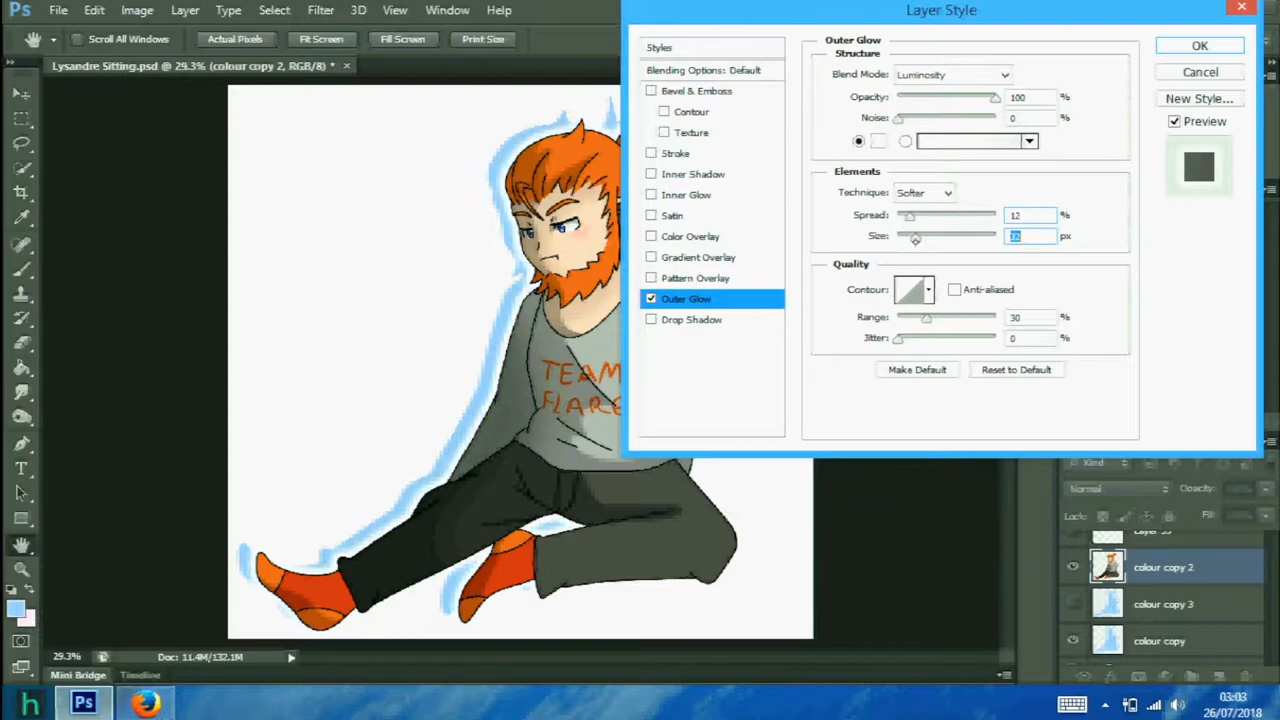 Ps File Edit Image Layer Type Select Filter 3D View Window Help
Layer Style
Scroll All Windows Actual Pixels Fit Screen Fill Screen Print Size
Lysandre Sitting.psd @ 29.3% (colour copy 2, RGB/8) * ×
Styles
Blending Options: Default
Bevel & Emboss
Contour
Texture
Stroke
Inner Shadow
Inner Glow
Satin
Color Overlay
Gradient Overlay
Pattern Overlay
Outer Glow
Drop Shadow
Outer Glow
Structure
Blend Mode: Luminosity
Opacity: 100 %
Noise: 0 %
Elements
Technique: Softer
Spread: 12 %
Size: px
Quality
Contour: Anti-aliased
Range: 30 %
Jitter: 0 %
Make Default Reset to Default
OK
Cancel
New Style...
Preview
TEAM
FLARE
Kind
Normal Opacity:
Lock: Fill:
colour copy 2
colour copy 3
colour copy
29.3% Doc: 11.4M/132.1M
Mini Bridge Timeline
h Ps
03:03
26/07/2018